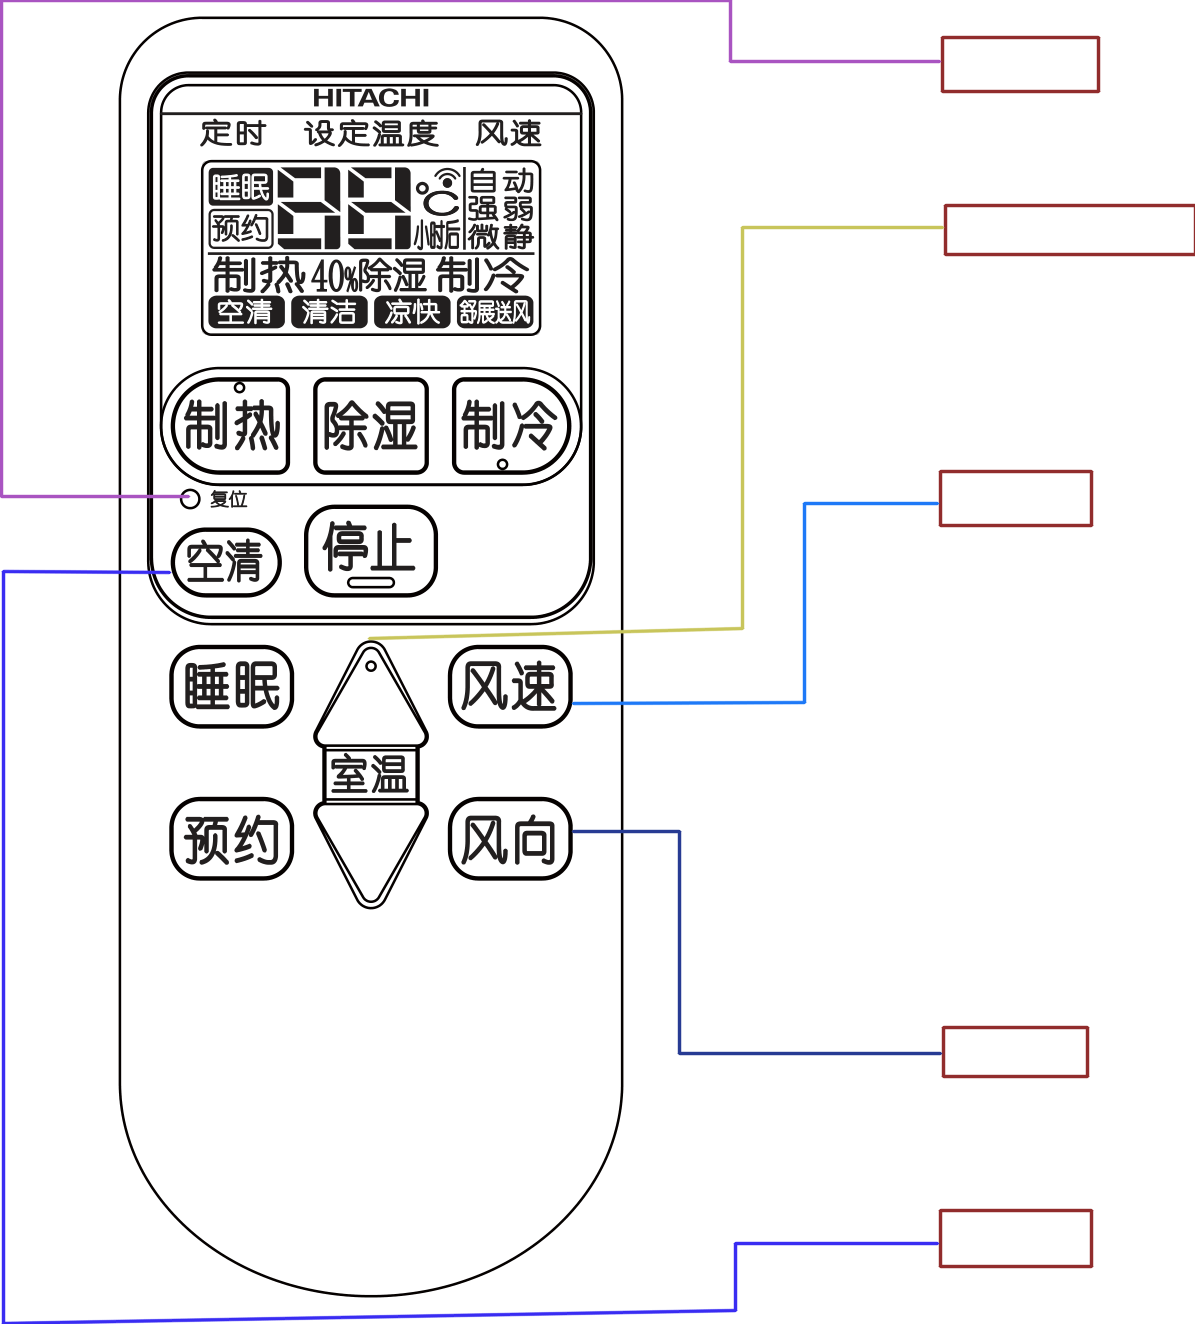 HITACHI
定时 设定温度 风速
睡眠 88 °C 自动
强弱
预约 小时后 微静
制热 40%除湿 制冷
空清 清洁 凉快 舒展送风
制热 除湿 制冷
复位
空清 停止
睡眠 风速
室温
预约 风向